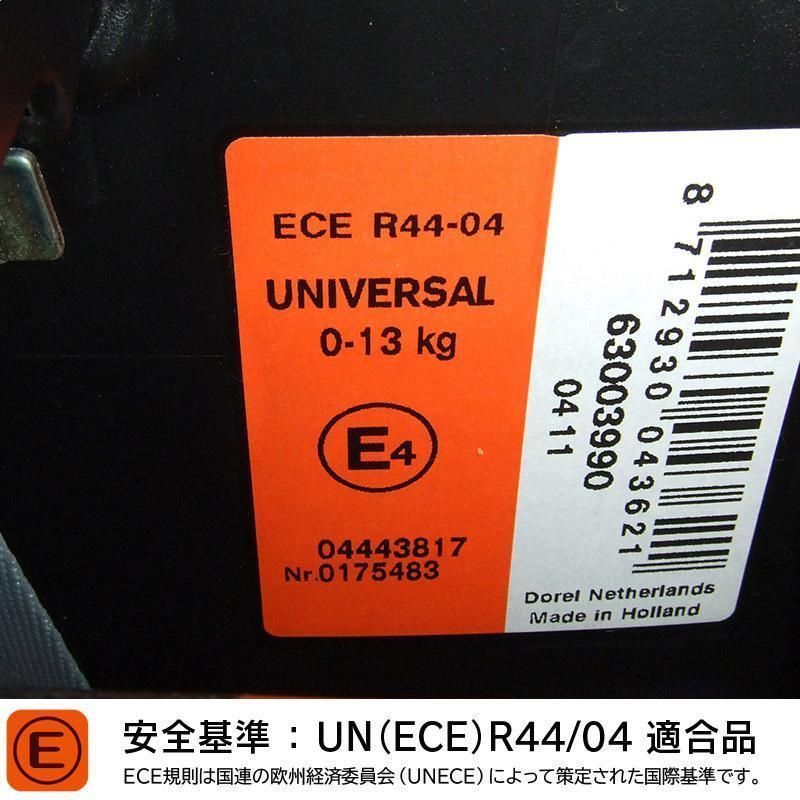 ECE R44-04
UNIVERSAL
0-13 kg
E4
04443817
Nr.0175483
8 712930 043621
63003990
0411
Dorel Netherlands
Made in Holland
E
安全基準 : UN(ECE)R44/04 適合品
ECE規則は国連の欧州経済委員会(UNECE)によって策定された国際基準です。